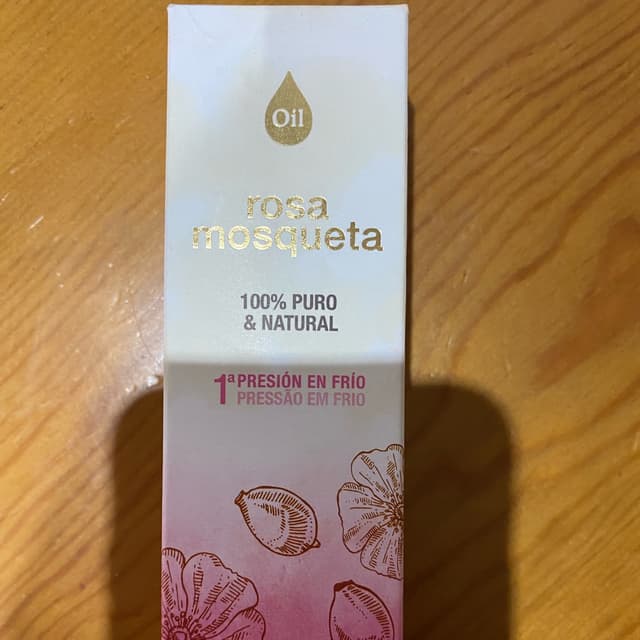 Oil
rosa
mosqueta
100% PURO
& NATURAL
1ª PRESIÓN EN FRÍO
PRESSÃO EM FRIO